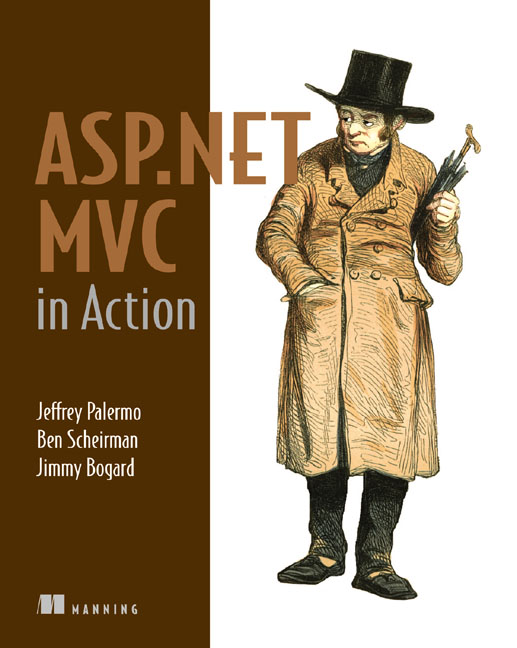 ASP.NET
MVC
in Action
Jeffrey Palermo
Ben Scheirman
Jimmy Bogard
MANNING